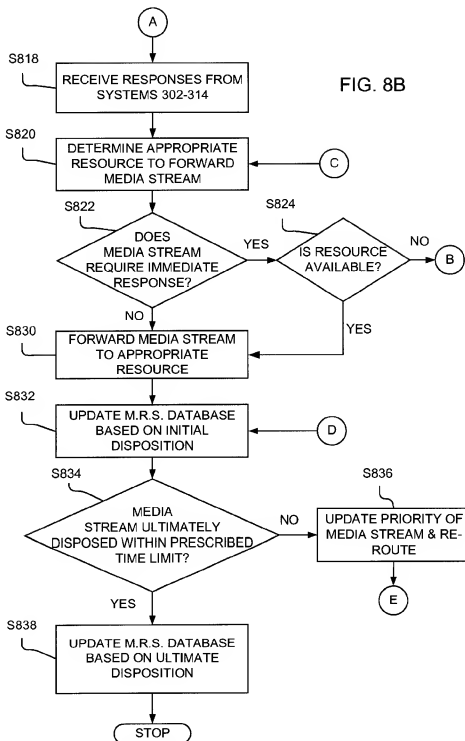 A
S818
RECEIVE RESPONSES FROM
SYSTEMS 302-314
FIG. 8B
S820
DETERMINE APPROPRIATE
RESOURCE TO FORWARD
MEDIA STREAM
C
S822
DOES
MEDIA STREAM
REQUIRE IMMEDIATE
RESPONSE?
YES
NO
S824
IS RESOURCE
AVAILABLE?
NO
B
YES
S830
FORWARD MEDIA STREAM
TO APPROPRIATE
RESOURCE
S832
UPDATE M.R.S. DATABASE
BASED ON INITIAL
DISPOSITION
D
S834
MEDIA
STREAM ULTIMATELY
DISPOSED WITHIN PRESCRIBED
TIME LIMIT?
NO
S836
UPDATE PRIORITY OF
MEDIA STREAM & RE-
ROUTE
E
YES
S838
UPDATE M.R.S. DATABASE
BASED ON ULTIMATE
DISPOSITION
STOP